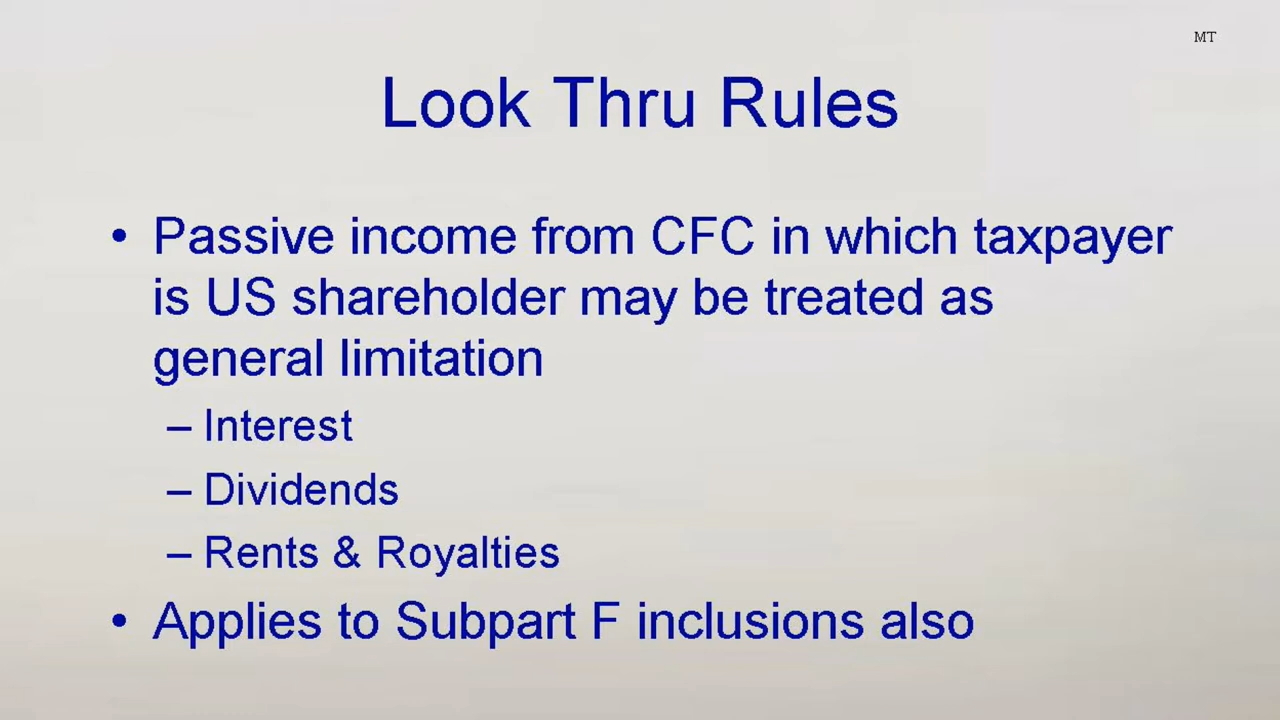 MT
Look Thru Rules
• Passive income from CFC in which taxpayer
is US shareholder may be treated as
general limitation
– Interest
– Dividends
– Rents & Royalties
• Applies to Subpart F inclusions also